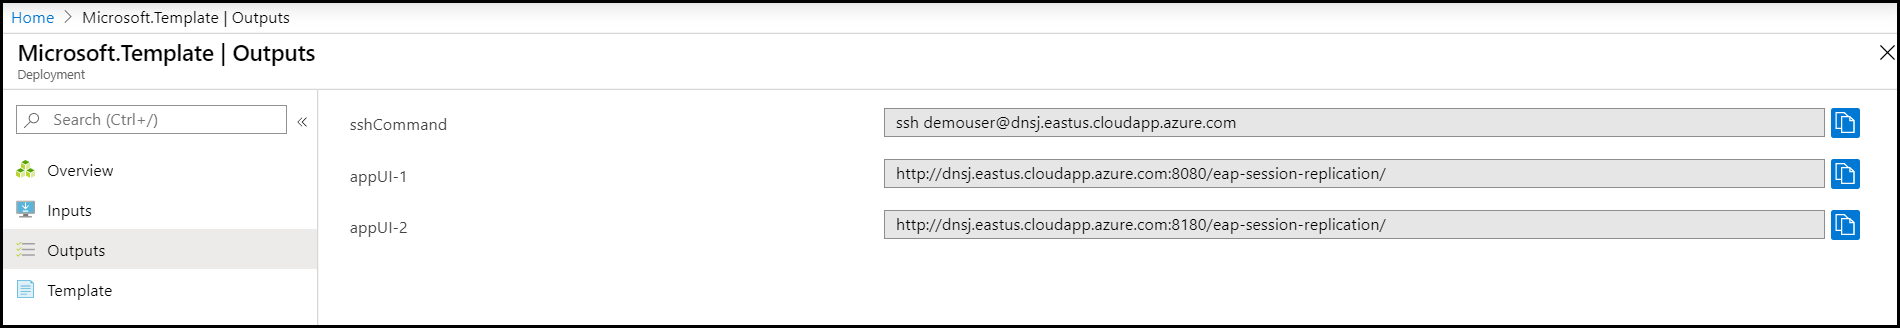 Home > Microsoft.Template | Outputs
Microsoft.Template | Outputs
Deployment
Search (Ctrl+/)
Overview
Inputs
Outputs
Template
sshCommand
ssh demouser@dnsj.eastus.cloudapp.azure.com
appUI-1
http://dnsj.eastus.cloudapp.azure.com:8080/eap-session-replication/
appUI-2
http://dnsj.eastus.cloudapp.azure.com:8180/eap-session-replication/